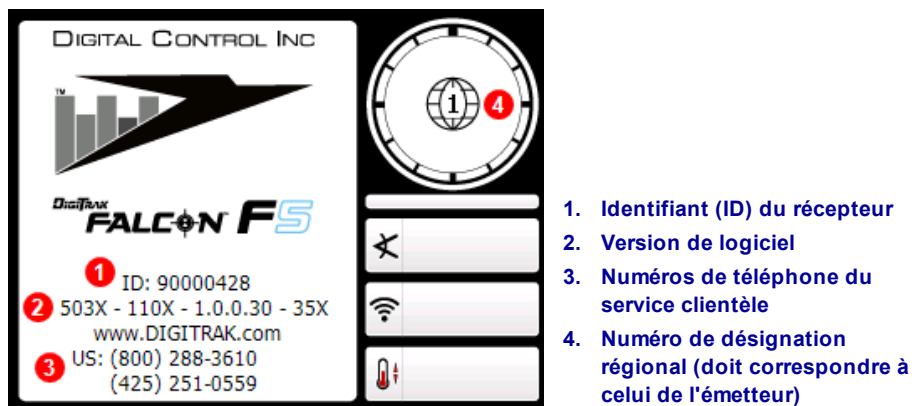 DIGITAL CONTROL INC
TM
DIGITRAK
FALCON F5
1 ID: 90000428
2 503X - 110X - 1.0.0.30 - 35X
www.DIGITRAK.com
3 US: (800) 288-3610
(425) 251-0559
1 4
1. Identifiant (ID) du récepteur
2. Version de logiciel
3. Numéros de téléphone du
service clientèle
4. Numéro de désignation
régional (doit correspondre à
celui de l'émetteur)